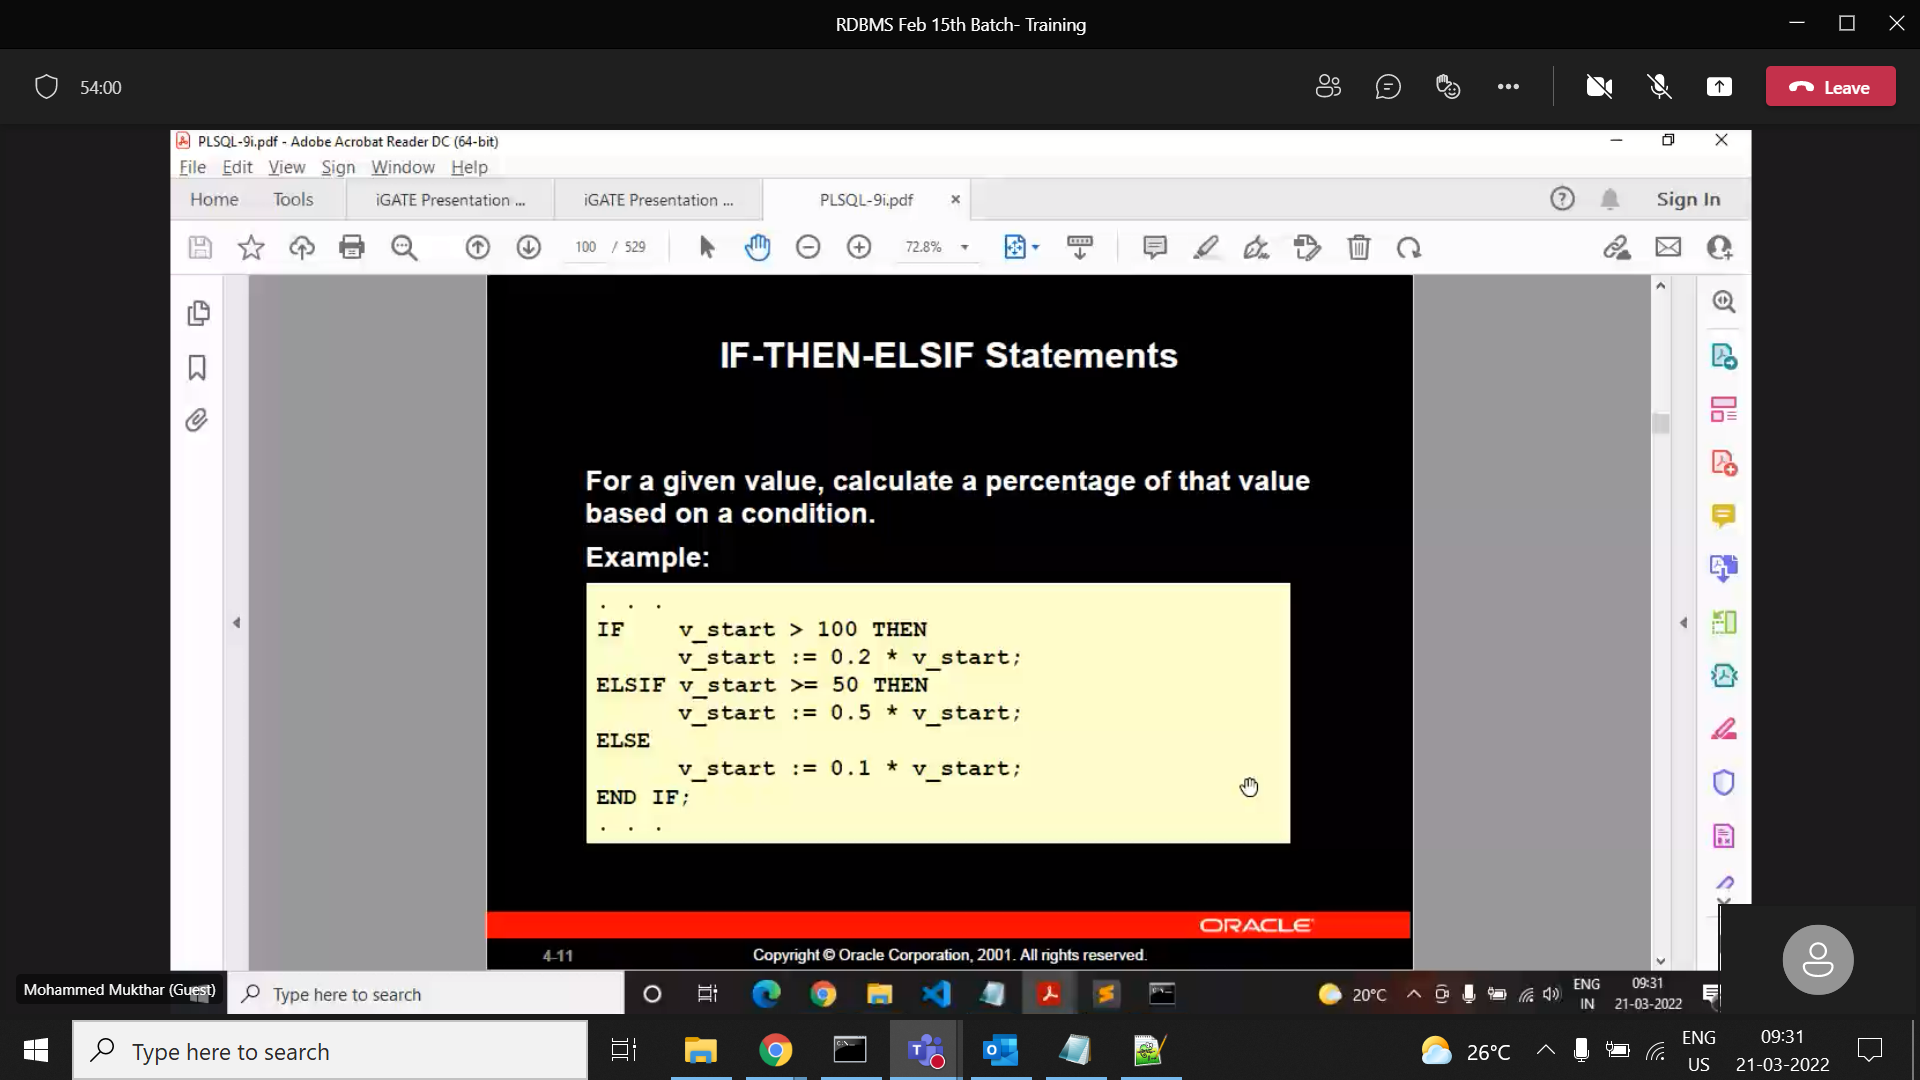 RDBMS Feb 15th Batch- Training
54:00
Leave
PLSQL-9i.pdf - Adobe Acrobat Reader DC (64-bit)
File Edit View Sign Window Help
Home Tools iGATE Presentation ... iGATE Presentation ... PLSQL-9i.pdf × Sign In
100 / 529 72.8%
IF-THEN-ELSIF Statements
For a given value, calculate a percentage of that value
based on a condition.
Example:
. . .
IF v_start > 100 THEN
v_start := 0.2 * v_start;
ELSIF v_start >= 50 THEN
v_start := 0.5 * v_start;
ELSE
v_start := 0.1 * v_start;
END IF;
. . .
ORACLE
4-11 Copyright © Oracle Corporation, 2001. All rights reserved.
Mohammed Mukthar (Guest)
Type here to search
20°C
ENG
IN
09:31
21-03-2022
Type here to search
26°C
ENG
US
09:31
21-03-2022